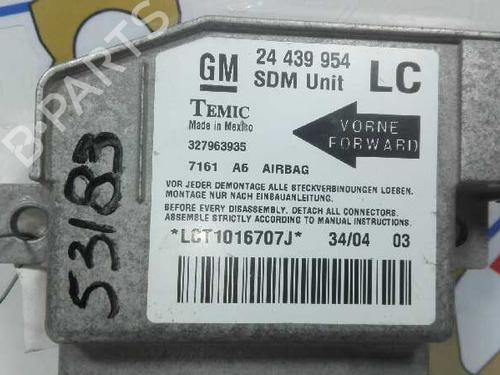 GM 24 439 954 LC
SDM Unit
TEMIC
Made in Mexico
327963935
VORNE
FORWARD
7161 A6 AIRBAG
VOR JEDER DEMONTAGE ALLE STECKVERBINDUNGEN LOESEN.
MONTAGE NUR NACH EINBAUANLEITUNG.
BEFORE EVERY DISASSEMBLY, DETACH ALL CONNECTORS.
ASSEMBLE STRICTLY ACCORDING TO MANUAL INSTRUCTIONS.
*LCT1016707J* 34/04 03
53183
B-PARTS